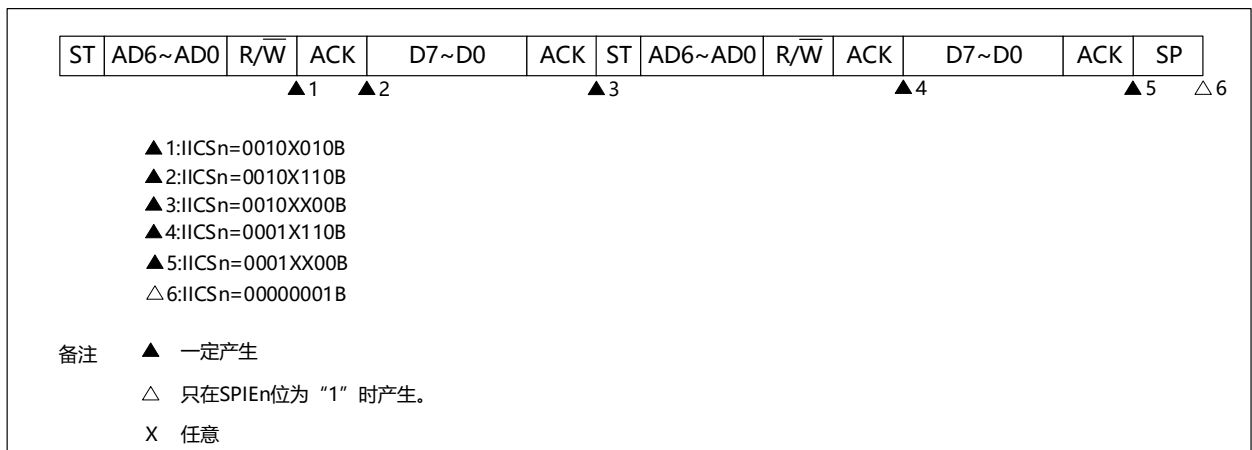 ST AD6~AD0 R/W̅ ACK D7~D0 ACK ST AD6~AD0 R/W̅ ACK D7~D0 ACK SP
▲1 ▲2 ▲3 ▲4 ▲5 △6
▲1:IICSn=0010X010B
▲2:IICSn=0010X110B
▲3:IICSn=0010XX00B
▲4:IICSn=0001X110B
▲5:IICSn=0001XX00B
△6:IICSn=00000001B
备注 ▲ 一定产生
△ 只在SPIEn位为“1”时产生。
X 任意